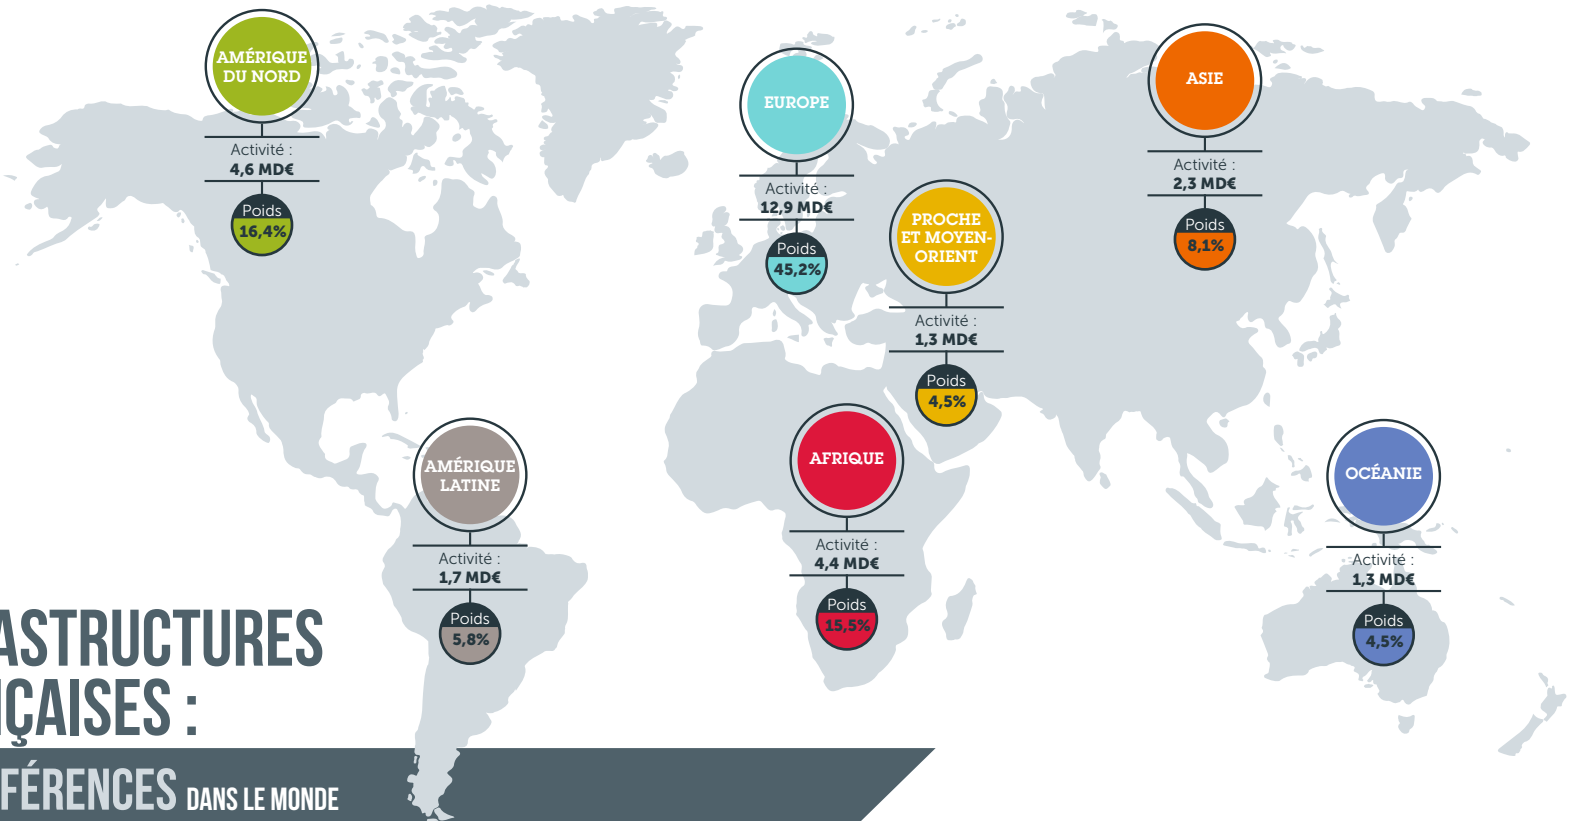 AMÉRIQUE
DU NORD
Activité :
4,6 MD€
Poids
16,4%
EUROPE
Activité :
12,9 MD€
Poids
45,2%
ASIE
Activité :
2,3 MD€
Poids
8,1%
PROCHE
ET MOYEN-
ORIENT
Activité :
1,3 MD€
Poids
4,5%
AMÉRIQUE
LATINE
Activité :
1,7 MD€
Poids
5,8%
AFRIQUE
Activité :
4,4 MD€
Poids
15,5%
OCÉANIE
Activité :
1,3 MD€
Poids
4,5%
ASTRUCTURES
ÇAISES :
FÉRENCES DANS LE MONDE